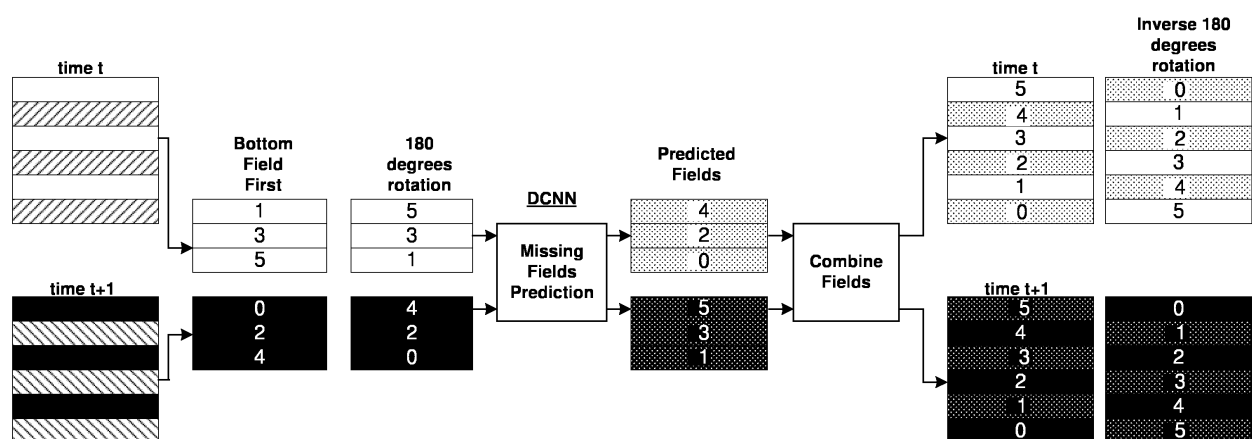 time t
Bottom
Field
First
1
3
5
180
degrees
rotation
5
3
1
DCNN
Missing
Fields
Prediction
Predicted
Fields
4
2
0
Combine
Fields
time t
5
4
3
2
1
0
Inverse 180
degrees
rotation
0
1
2
3
4
5
time t+1
0
2
4
4
2
0
5
3
1
time t+1
5
4
3
2
1
0
0
1
2
3
4
5